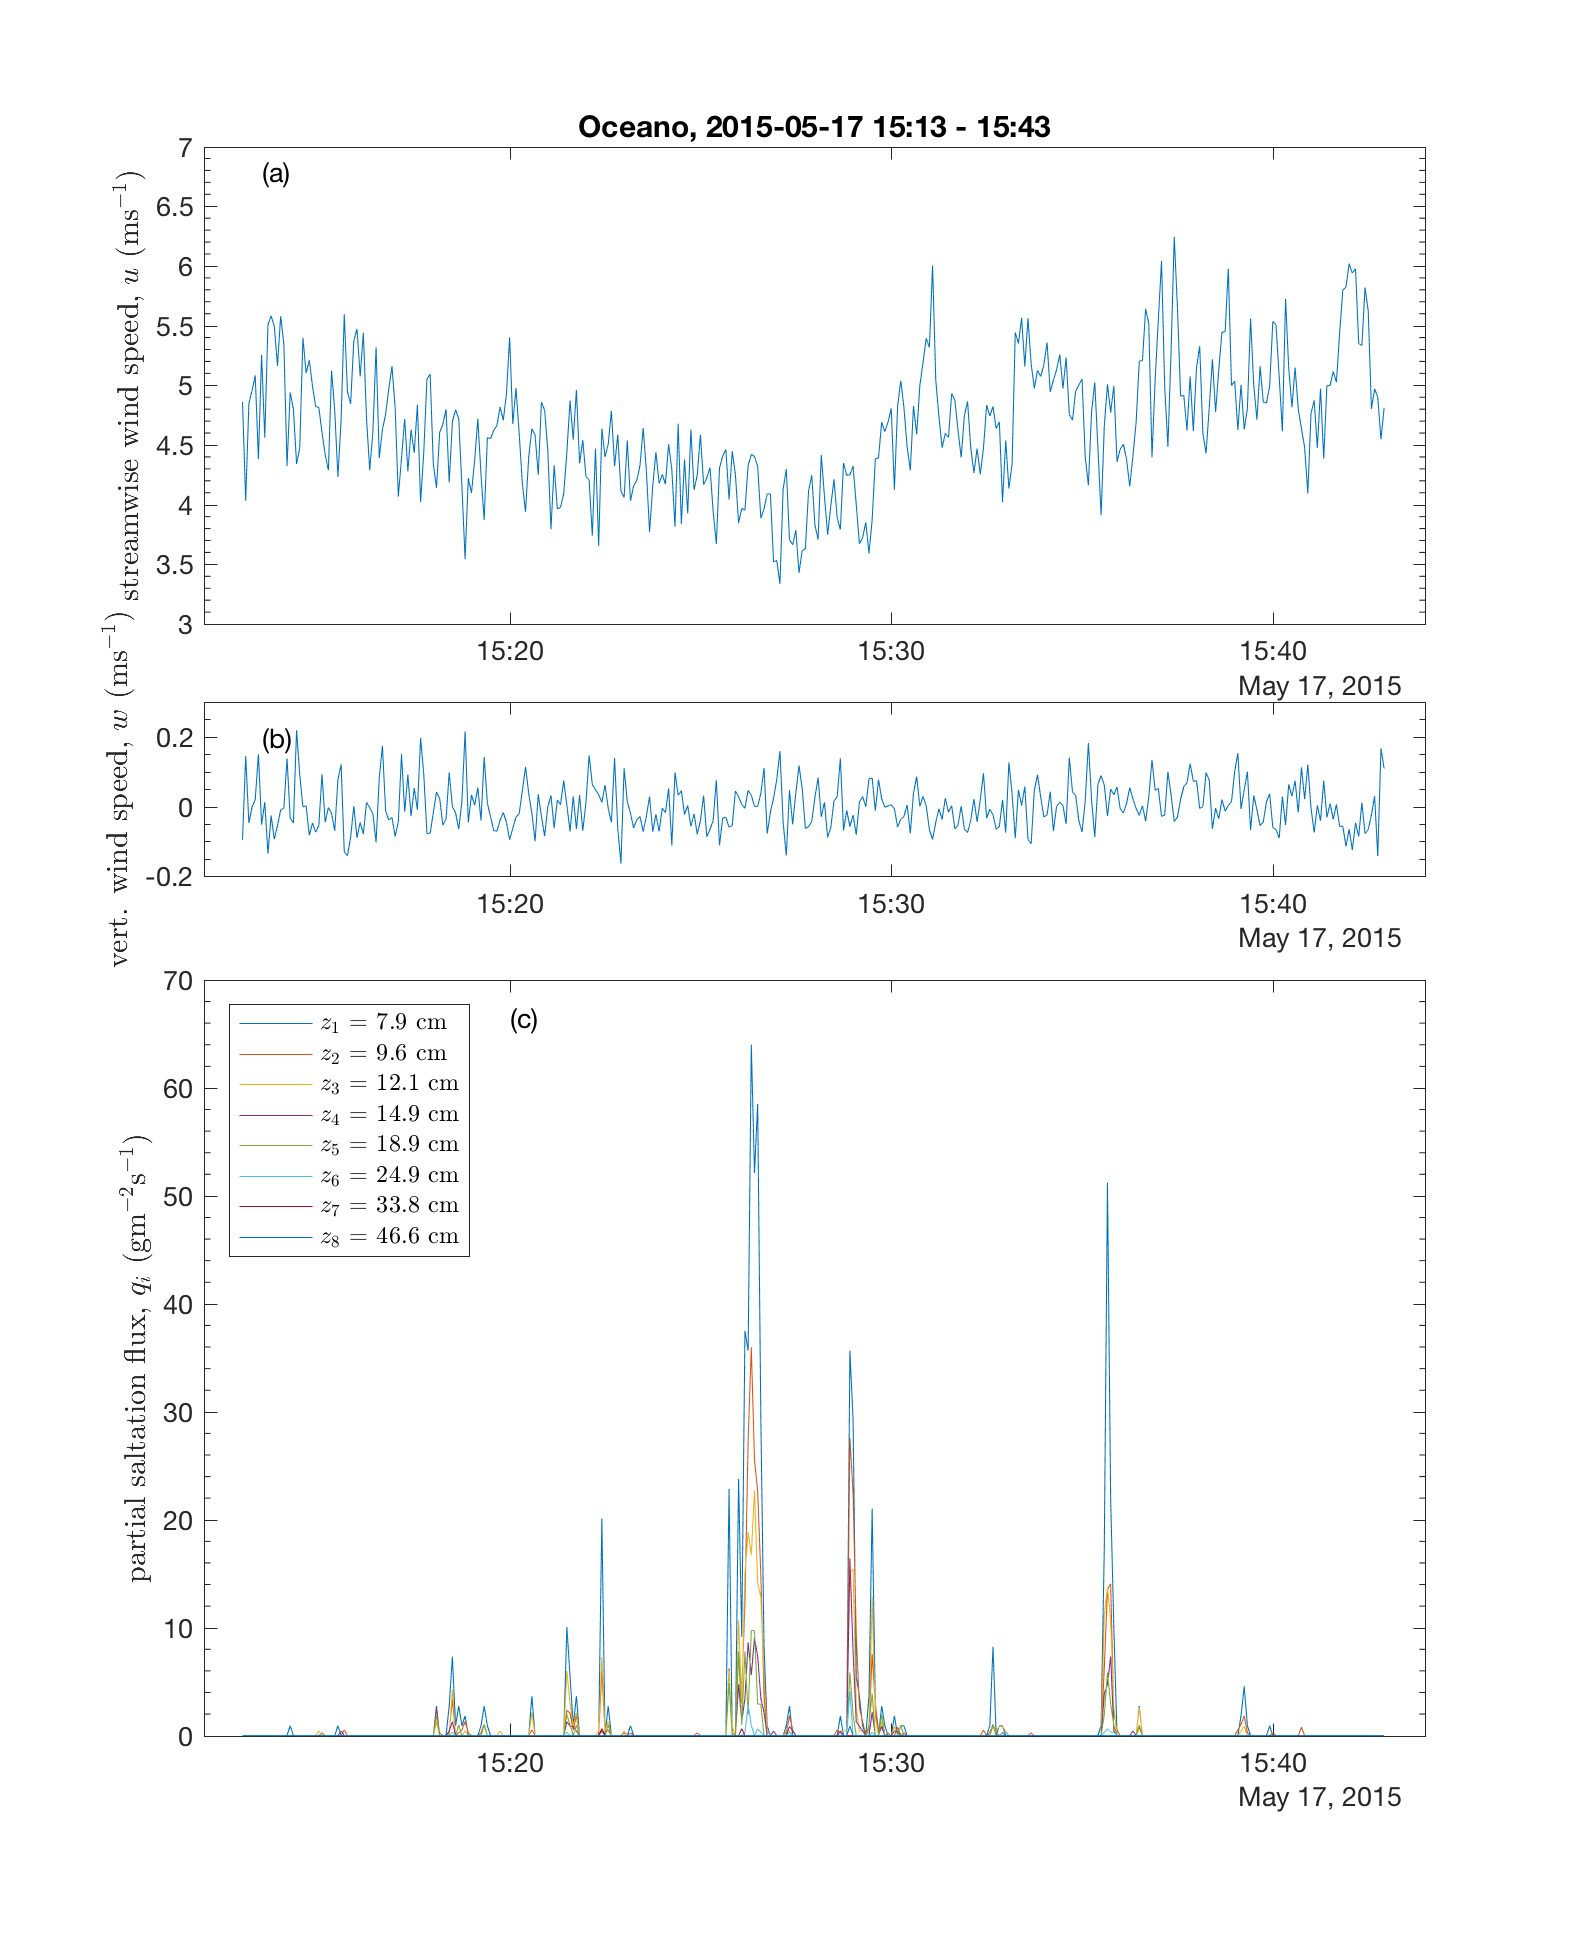 Oceano, 2015-05-17 15:13 - 15:43
(a)
streamwise wind speed, u (ms⁻¹)
7
6.5
6
5.5
5
4.5
4
3.5
3
15:20 15:30 15:40
May 17, 2015
(b)
vert. wind speed, w (ms⁻¹)
0.2
0
-0.2
15:20 15:30 15:40
May 17, 2015
(c)
partial saltation flux, qᵢ (gm⁻²s⁻¹)
70
60
50
40
30
20
10
0
z₁ = 7.9 cm
z₂ = 9.6 cm
z₃ = 12.1 cm
z₄ = 14.9 cm
z₅ = 18.9 cm
z₆ = 24.9 cm
z₇ = 33.8 cm
z₈ = 46.6 cm
15:20 15:30 15:40
May 17, 2015